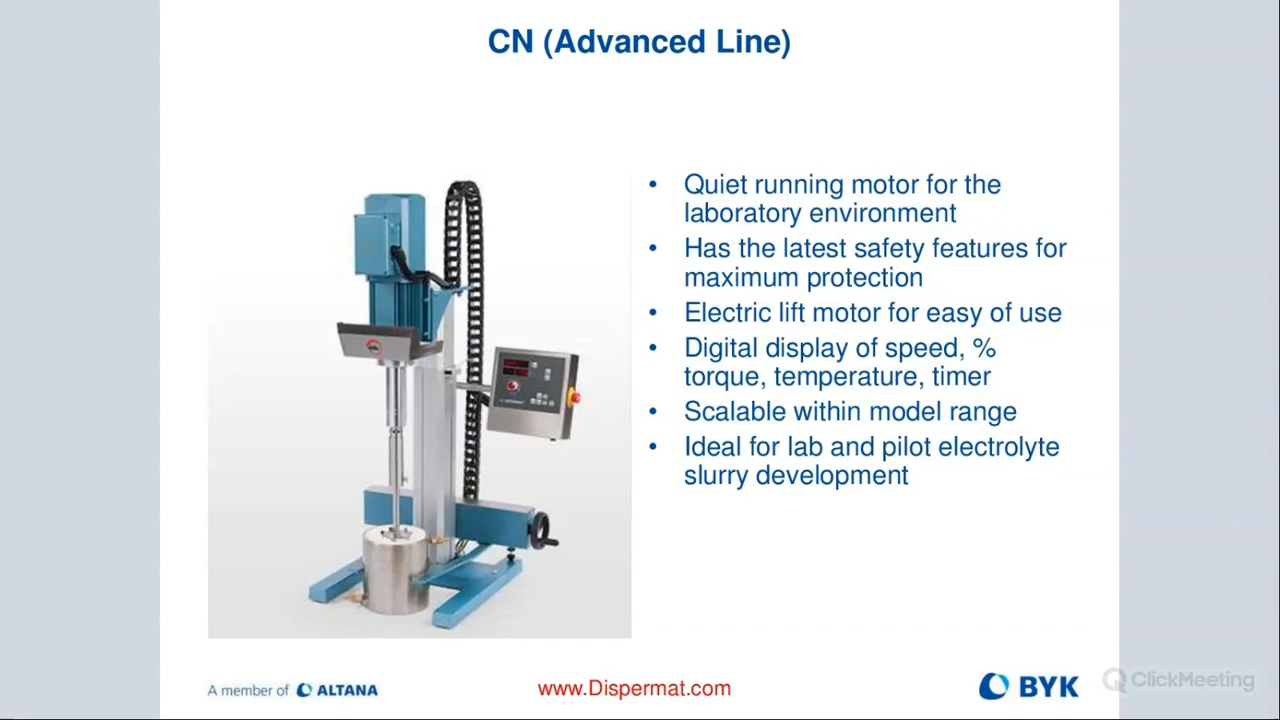 CN (Advanced Line)
• Quiet running motor for the
laboratory environment
• Has the latest safety features for
maximum protection
• Electric lift motor for easy of use
• Digital display of speed, %
torque, temperature, timer
• Scalable within model range
• Ideal for lab and pilot electrolyte
slurry development
A member of ALTANA
www.Dispermat.com
BYK
ClickMeeting